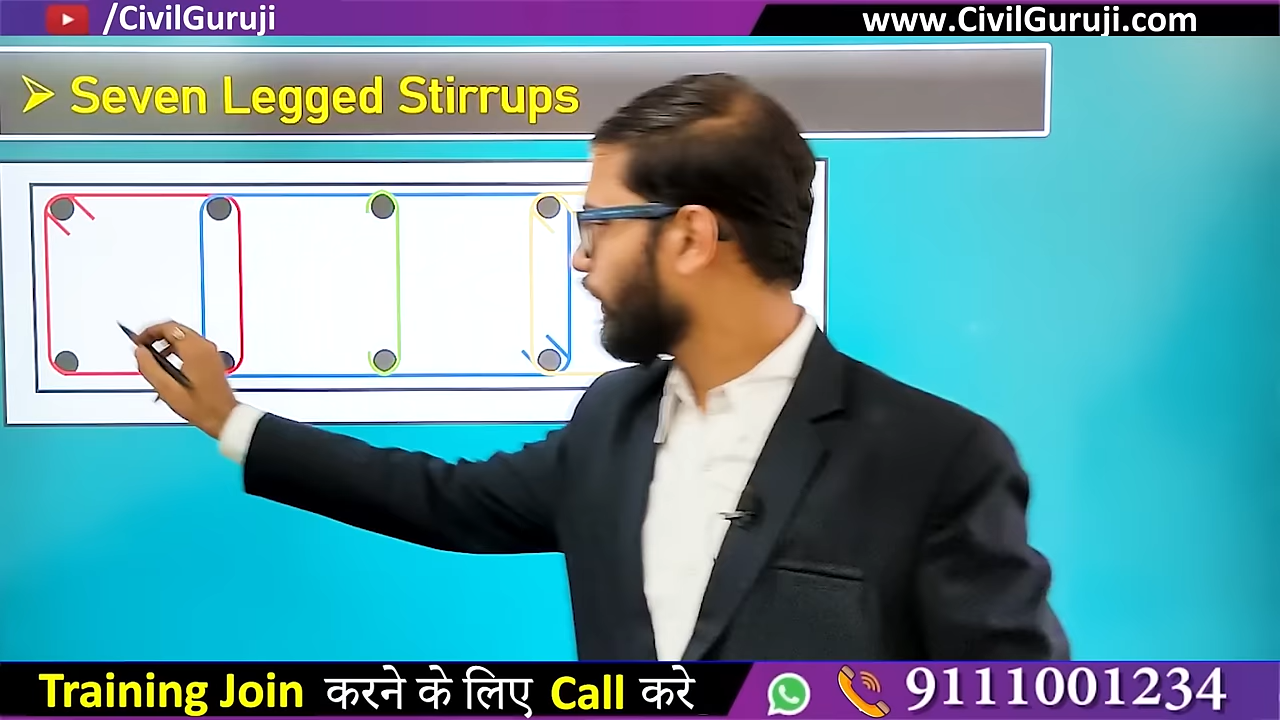 /CivilGuruji
www.CivilGuruji.com
➤ Seven Legged Stirrups
Training Join करने के लिए Call करे
9111001234